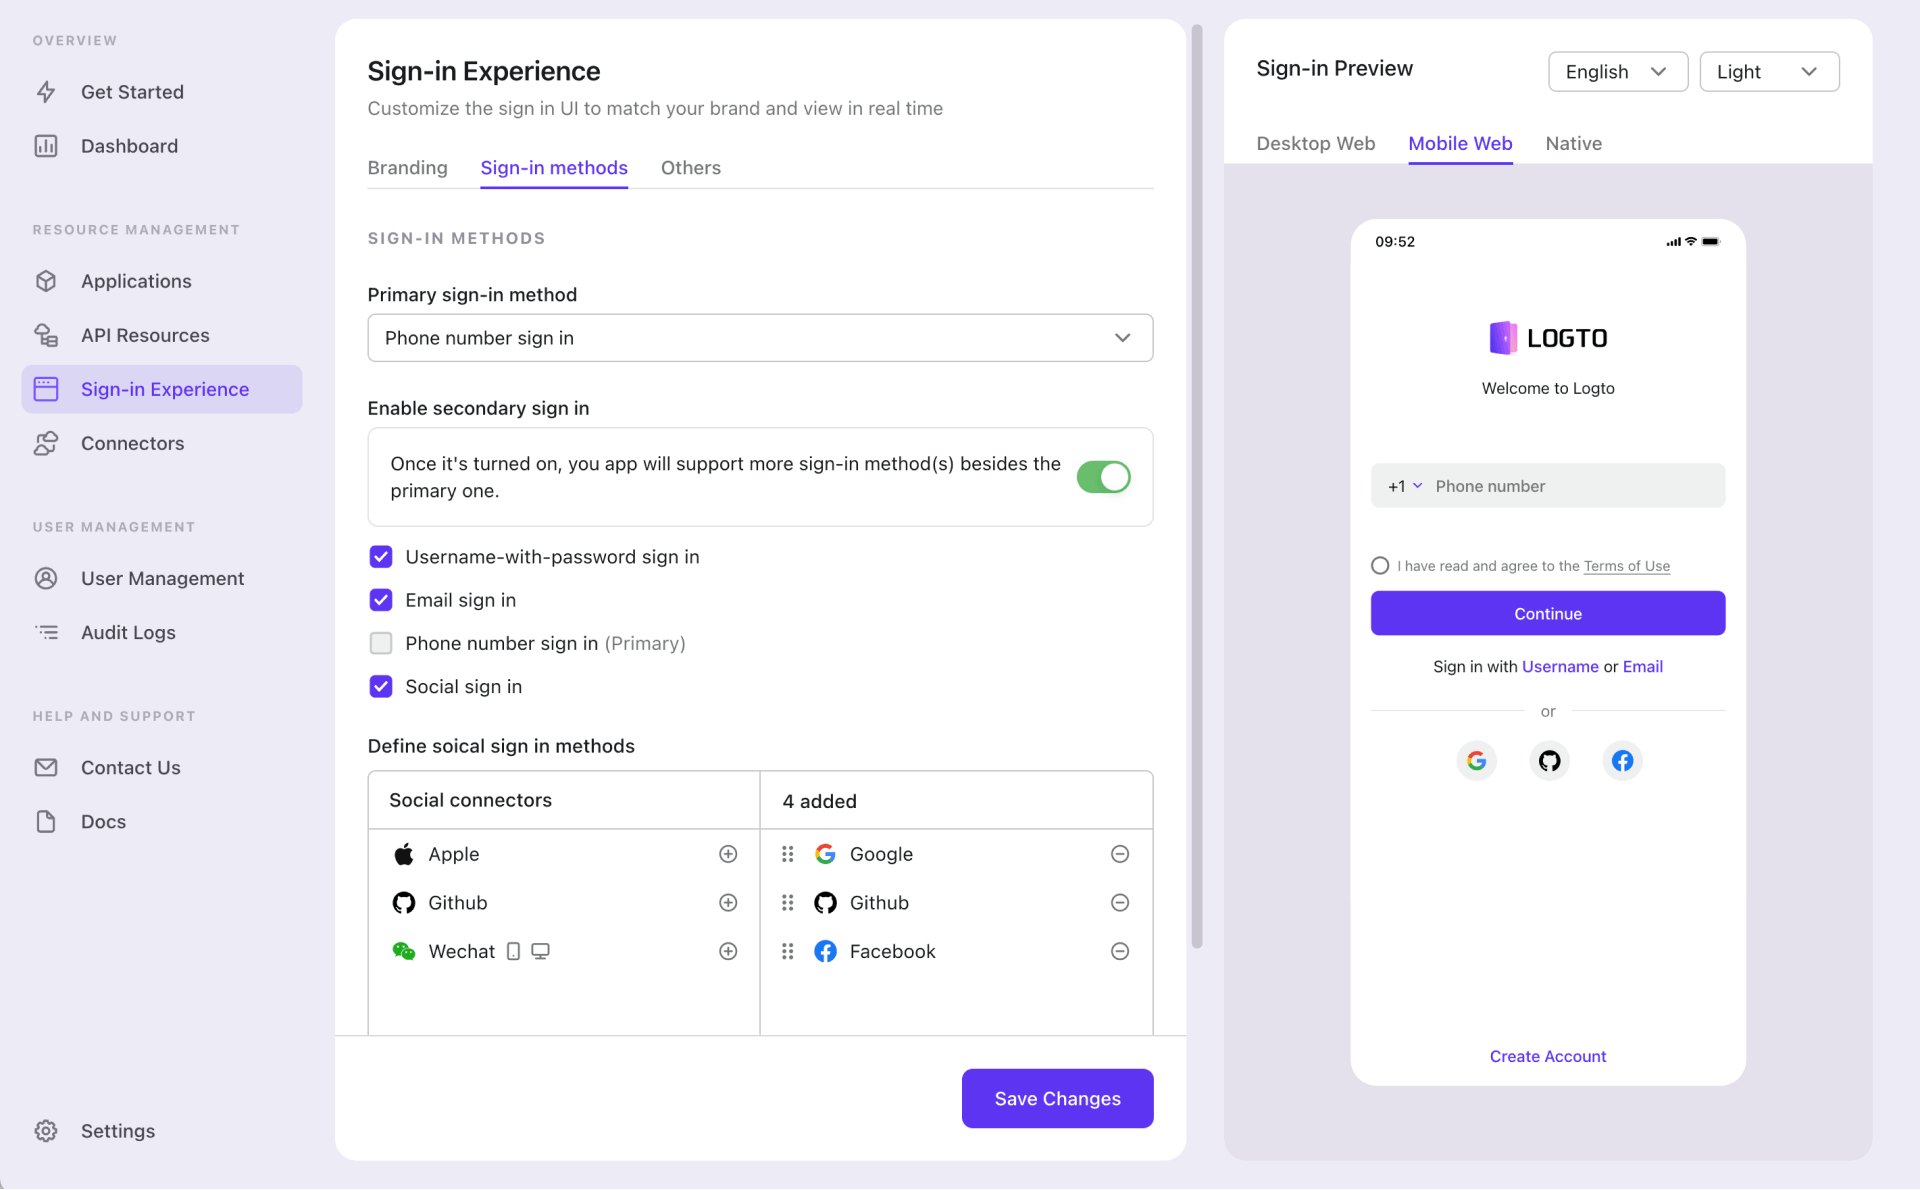 OVERVIEW
Get Started
Dashboard
RESOURCE MANAGEMENT
Applications
API Resources
Sign-in Experience
Connectors
USER MANAGEMENT
User Management
Audit Logs
HELP AND SUPPORT
Contact Us
Docs
Settings
Sign-in Experience
Customize the sign in UI to match your brand and view in real time
Branding Sign-in methods Others
SIGN-IN METHODS
Primary sign-in method
Phone number sign in
Enable secondary sign in
Once it's turned on, you app will support more sign-in method(s) besides the
primary one.
Username-with-password sign in
Email sign in
Phone number sign in (Primary)
Social sign in
Define soical sign in methods
Social connectors
Apple
Github
Wechat
4 added
Google
Github
Facebook
Save Changes
Sign-in Preview
English
Light
Desktop Web Mobile Web Native
09:52
LOGTO
Welcome to Logto
+1 Phone number
I have read and agree to the Terms of Use
Continue
Sign in with Username or Email
or
Create Account